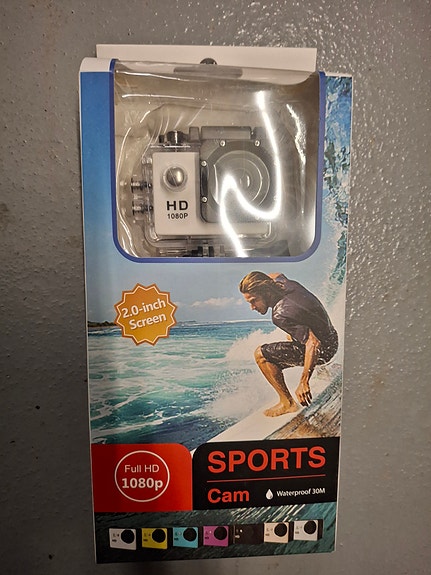 HD
1080P
2.0-inch
Screen
Full HD
1080p
SPORTS
Cam
Waterproof 30M